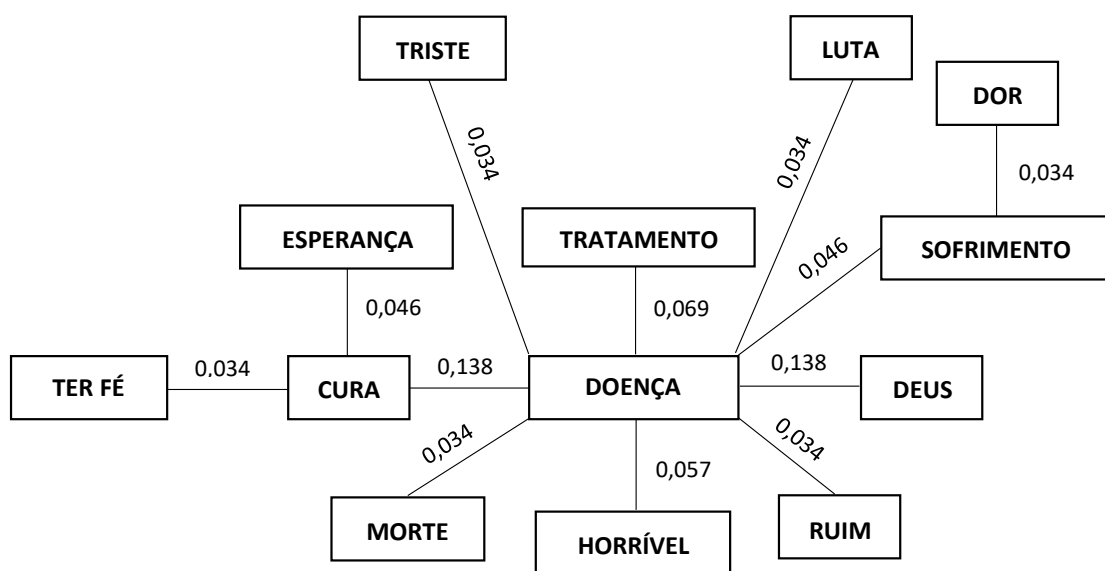 TRISTE
LUTA
DOR
0,034
0,034
0,034
ESPERANÇA
TRATAMENTO
SOFRIMENTO
0,046
0,046
0,069
TER FÉ
0,034
CURA
0,138
DOENÇA
0,138
DEUS
0,034
0,057
0,034
MORTE
HORRÍVEL
RUIM